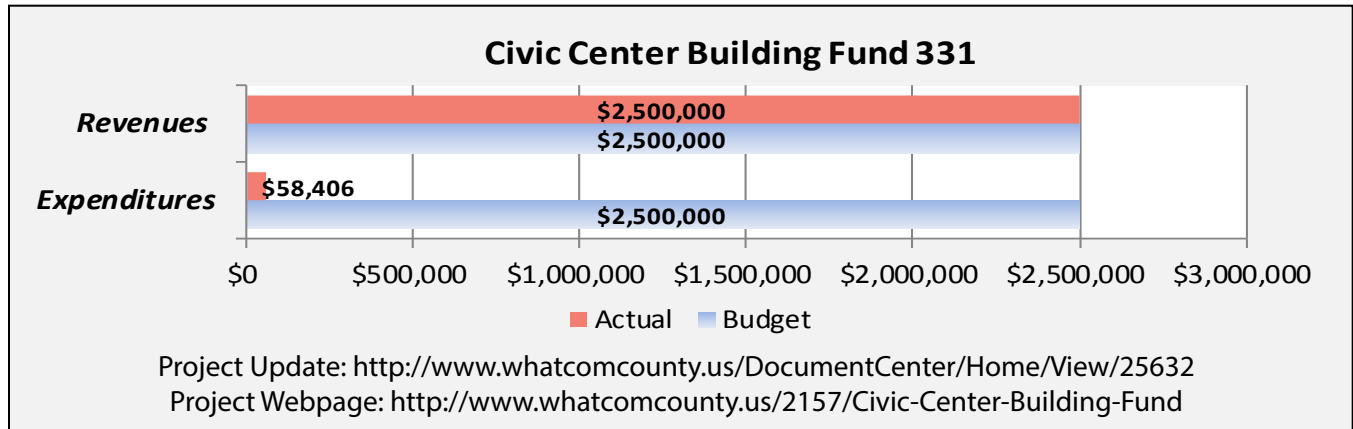 Civic Center Building Fund 331
Revenues
$2,500,000
$2,500,000
Expenditures
$58,406
$2,500,000
$0 $500,000 $1,000,000 $1,500,000 $2,000,000 $2,500,000 $3,000,000
Actual Budget
Project Update: http://www.whatcomcounty.us/DocumentCenter/Home/View/25632
Project Webpage: http://www.whatcomcounty.us/2157/Civic-Center-Building-Fund